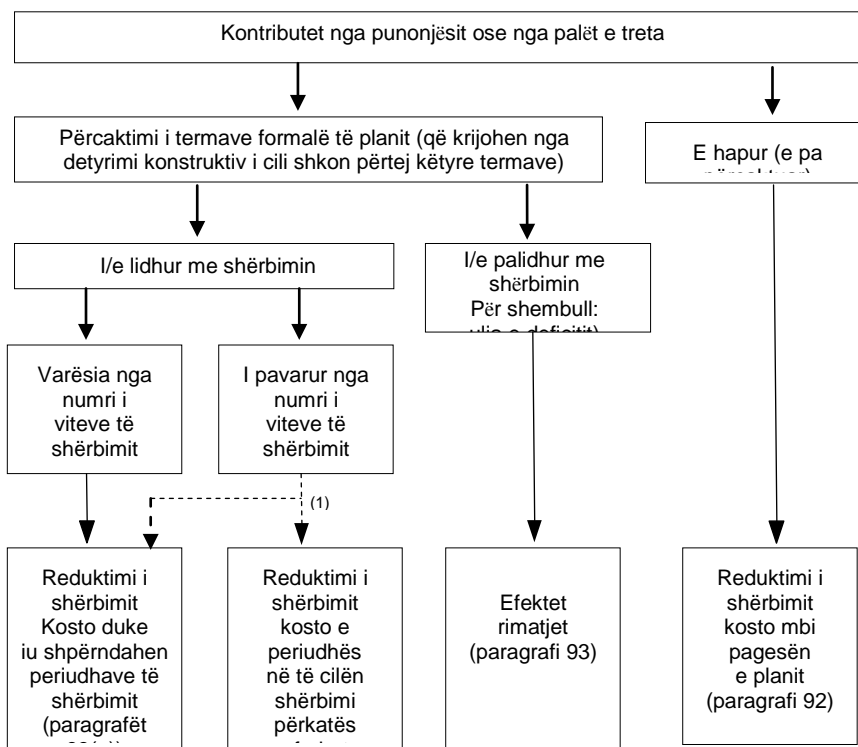 Kontributet nga punonjësit ose nga palët e treta
Përcaktimi i termave formalë të planit (që krijohen nga
detyrimi konstruktiv i cili shkon përtej këtyre termave)
E hapur (e pa
I/e lidhur me shërbimin
I/e palidhur me
shërbimin
Për shembull:
ulja e deficitit)
Varësia nga
numri i
viteve të
shërbimit
I pavarur nga
numri i
viteve të
shërbimit
(1)
Reduktimi i
shërbimit
Kosto duke
iu shpërndahen
periudhave të
shërbimit
(paragrafët
Reduktimi i
shërbimit
kosto e
periudhës
në të cilën
shërbimi
përkatës
Efektet
rimatjet
(paragrafi 93)
Reduktimi i
shërbimit
kosto mbi
pagesën
e planit
(paragrafi 92)